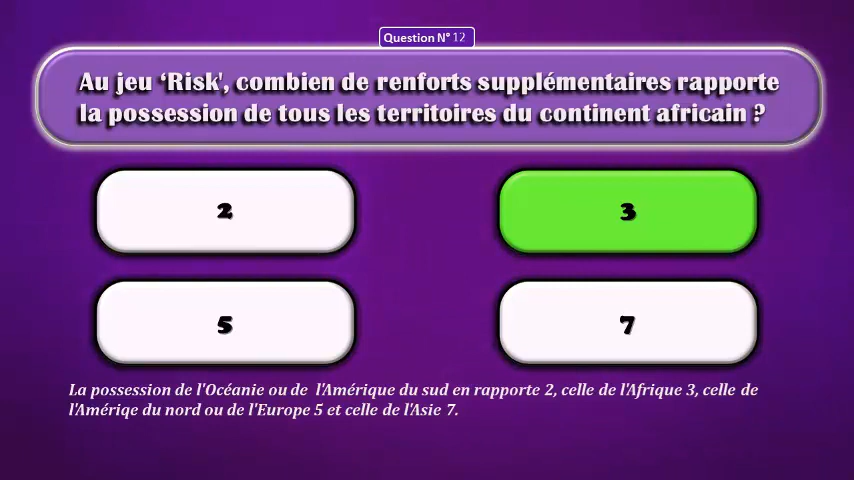 Question N° 12
Au jeu ‘Risk', combien de renforts supplémentaires rapporte
la possession de tous les territoires du continent africain ?
2
3
5
7
La possession de l'Océanie ou de l'Amérique du sud en rapporte 2, celle de l'Afrique 3, celle de
l'Amériqe du nord ou de l'Europe 5 et celle de l'Asie 7.